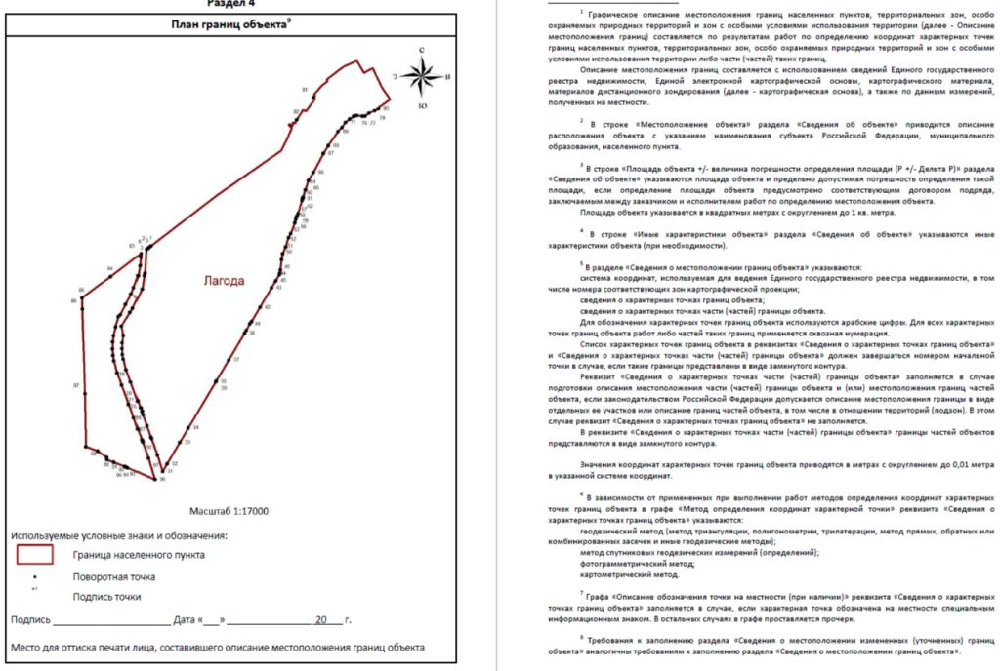 Раздел 4
План границ объекта⁹
С
З
В
Ю
Лагода
Масштаб 1:17000
Используемые условные знаки и обозначения:
Граница населенного пункта
Поворотная точка
Подпись точки
Подпись ____________________ Дата «___» _______________ 20___ г.
Место для оттиска печати лица, составившего описание местоположения границ объекта
¹ Графическое описание местоположения границ населенных пунктов, территориальных зон, особо
охраняемых природных территорий и зон с особыми условиями использования территории (далее - Описание
местоположения границ) составляется по результатам работ по определению координат характерных точек
границ населенных пунктов, территориальных зон, особо охраняемых природных территорий и зон с особыми
условиями использования территории либо части (частей) таких границ.
Описание местоположения границ составляется с использованием сведений Единого государственного
реестра недвижимости, Единой электронной картографической основы, картографического материала,
материалов дистанционного зондирования (далее - картографическая основа), а также по данным измерений,
полученных на местности.
² В строке «Местоположение объекта» раздела «Сведения об объекте» приводится описание
расположения объекта с указанием наименования субъекта Российской Федерации, муниципального
образования, населенного пункта.
³ В строке «Площадь объекта +/- величина погрешности определения площади (P +/- Дельта P)» раздела
«Сведения об объекте» указываются площадь объекта и предельно допустимая погрешность определения такой
площади, если определение площади объекта предусмотрено соответствующим договором подряда,
заключаемым между заказчиком и исполнителем работ по определению местоположения объекта.
Площадь объекта указывается в квадратных метрах с округлением до 1 кв. метра.
⁴ В строке «Иные характеристики объекта» раздела «Сведения об объекте» указываются иные
характеристики объекта (при необходимости).
⁵ В разделе «Сведения о местоположении границ объекта» указываются:
система координат, используемая для ведения Единого государственного реестра недвижимости, в том
числе номера соответствующих зон картографической проекции;
сведения о характерных точках границ объекта;
сведения о характерных точках части (частей) границы объекта.
Для обозначения характерных точек границ объекта используются арабские цифры. Для всех характерных
точек границ объекта работ либо частей таких границ применяется сквозная нумерация.
Список характерных точек границ объекта в реквизитах «Сведения о характерных точках границ объекта»
и «Сведения о характерных точках части (частей) границы объекта» должен завершаться номером начальной
точки в случае, если такие границы представлены в виде замкнутого контура.
Реквизит «Сведения о характерных точках части (частей) границы объекта» заполняется в случае
подготовки описания местоположения части (частей) границы объекта и (или) местоположения границ частей
объекта, если законодательством Российской Федерации допускается описание местоположения границы в виде
отдельных ее участков или описание границ частей объекта, в том числе в отношении территорий (подзон). В этом
случае реквизит «Сведения о характерных точках границ объекта» не заполняется.
В реквизите «Сведения о характерных точках части (частей) границы объекта» границы частей объектов
представляются в виде замкнутого контура.
Значения координат характерных точек границ объекта приводятся в метрах с округлением до 0,01 метра
в указанной системе координат.
⁶ В зависимости от примененных при выполнении работ методов определения координат характерных
точек границ объекта в графе «Метод определения координат характерной точки» реквизита «Сведения о
характерных точках границ объекта» указываются:
геодезический метод (метод триангуляции, полигонометрии, трилатерации, метод прямых, обратных или
комбинированных засечек и иные геодезические методы);
метод спутниковых геодезических измерений (определений);
фотограмметрический метод;
картометрический метод.
⁷ Графа «Описание обозначения точки на местности (при наличии)» реквизита «Сведения о характерных
точках границ объекта» заполняется в случае, если характерная точка обозначена на местности специальным
информационным знаком. В остальных случаях в графе проставляется прочерк.
⁸ Требования к заполнению раздела «Сведения о местоположении измененных (уточненных) границ
объекта» аналогичны требованиям к заполнению раздела «Сведения о местоположении границ объекта».